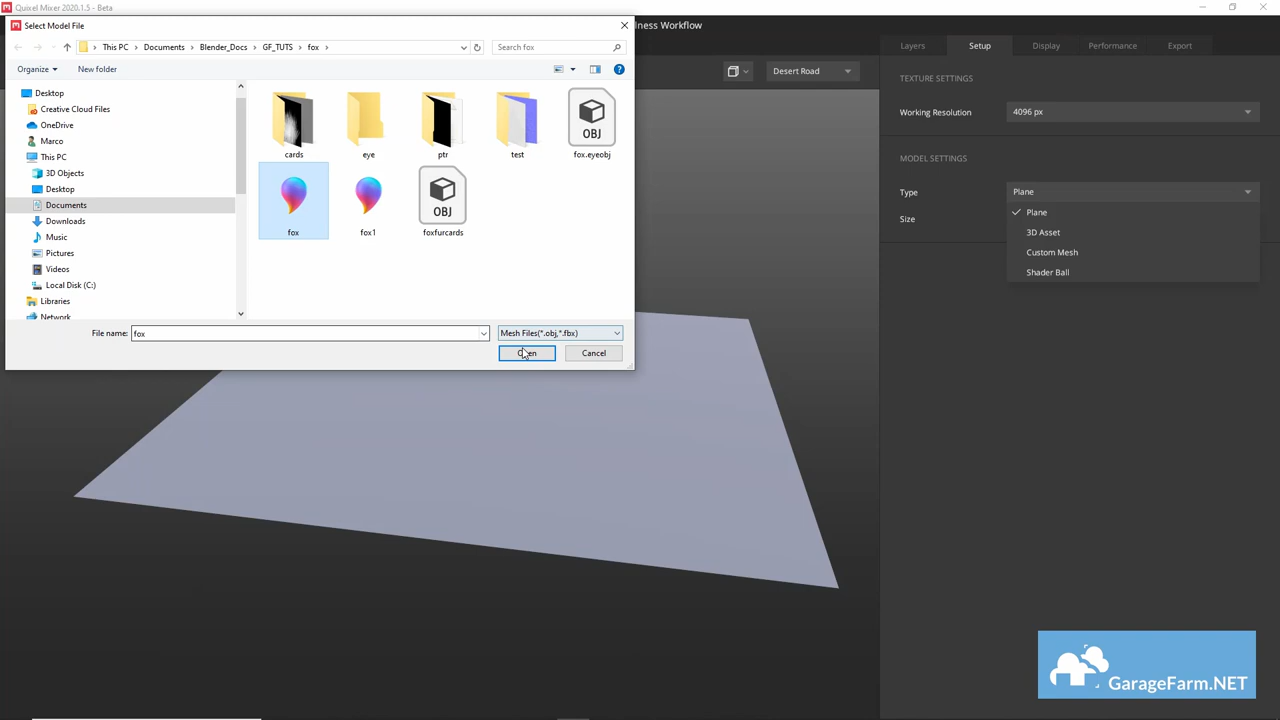 Quixel Mixer 2020.1.5 - Beta
Select Model File
lness Workflow
This PC > Documents > Blender_Docs > GF_TUTS > fox >
Search fox
Layers
Setup
Display
Performance
Export
Organize
New folder
Desert Road
TEXTURE SETTINGS
Working Resolution
4096 px
MODEL SETTINGS
Type
Plane
Size
Plane
3D Asset
Custom Mesh
Shader Ball
Desktop
Creative Cloud Files
OneDrive
Marco
This PC
3D Objects
Desktop
Documents
Downloads
Music
Pictures
Videos
Local Disk (C:)
Libraries
Network
cards
eye
ptr
test
OBJ
fox.eyeobj
fox
fox1
OBJ
foxfurcards
File name:
fox
Mesh Files(*.obj,*.fbx)
Open
Cancel
GarageFarm.NET